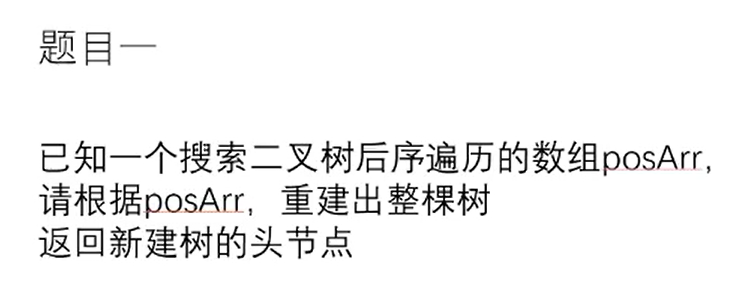 题目一
已知一个搜索二叉树后序遍历的数组posArr,
请根据posArr，重建出整棵树
返回新建树的头节点